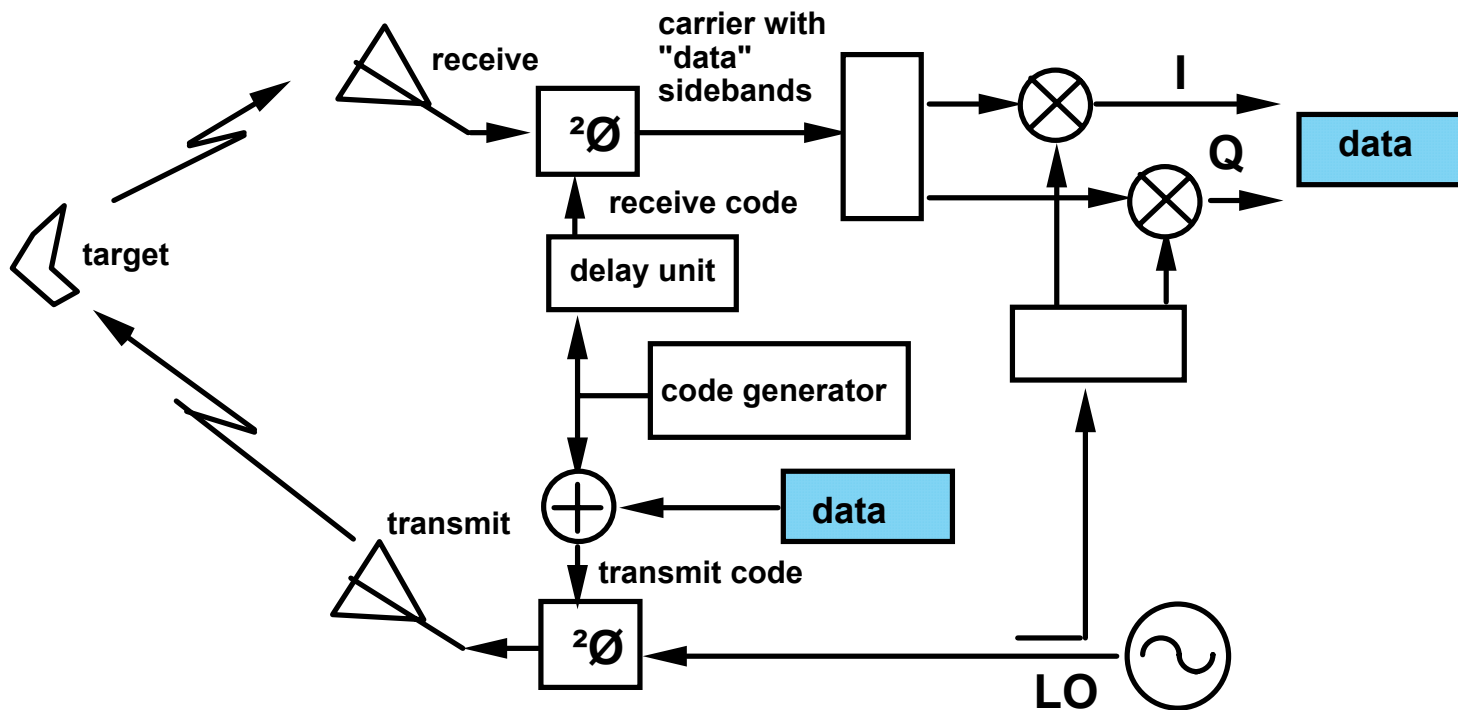 carrier with
"data"
sidebands
receive
I
²Ø
data
Q
receive code
target
delay unit
code generator
data
transmit
transmit code
²Ø
LO